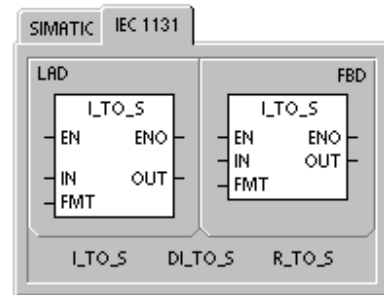 SIMATIC IEC 1131
LAD FBD
I_TO_S I_TO_S
EN ENO EN ENO
IN OUT
IN OUT FMT
FMT
I_TO_S DI_TO_S R_TO_S